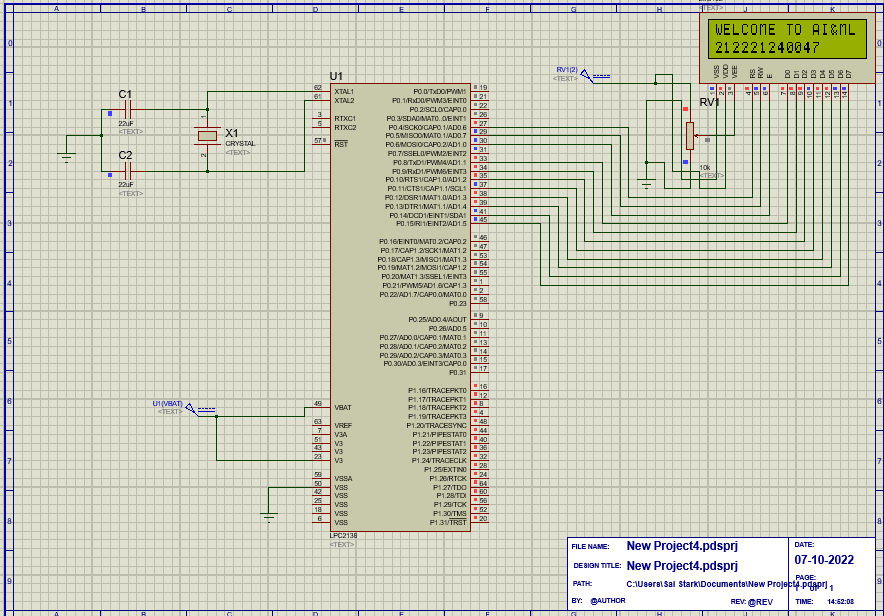 A B C D E F G H J K
<TEXT>
WELCOME TO AI&ML
212221240047
VSS VDD VEE RS RW E D0 D1 D2 D3 D4 D5 D6 D7
1 2 3 4 5 6 7 8 9 10 11 12 13 14
RV1(2)
<TEXT>
RV1
10k
<TEXT>
C1
22uF
<TEXT>
X1
CRYSTAL
<TEXT>
C2
22uF
<TEXT>
U1
62 XTAL1
61 XTAL2
3 RTXC1
5 RTXC2
57 RST
U1(VBAT)
<TEXT>
49 VBAT
63 VREF
7 V3A
51 V3
43 V3
23 V3
59 VSSA
50 VSS
42 VSS
25 VSS
18 VSS
6 VSS
P0.0/TxD0/PWM1 19
P0.1/RxD0/PWM3/EINT0 21
P0.2/SCL0/CAP0.0 22
P0.3/SDA0/MAT0.0/EINT1 26
P0.4/SCK0/CAP0.1/AD0.6 27
P0.5/MISO0/MAT0.1/AD0.7 29
P0.6/MOSI0/CAP0.2/AD1.0 30
P0.7/SSEL0/PWM2/EINT2 31
P0.8/TxD1/PWM4/AD1.1 33
P0.9/RxD1/PWM6/EINT3 34
P0.10/RTS1/CAP1.0/AD1.2 35
P0.11/CTS1/CAP1.1/SCL1 37
P0.12/DSR1/MAT1.0/AD1.3 38
P0.13/DTR1/MAT1.1/AD1.4 39
P0.14/DCD1/EINT1/SDA1 41
P0.15/RI1/EINT2/AD1.5 45
P0.16/EINT0/MAT0.2/CAP0.2 46
P0.17/CAP1.2/SCK1/MAT1.2 47
P0.18/CAP1.3/MISO1/MAT1.3 53
P0.19/MAT1.2/MOSI1/CAP1.2 54
P0.20/MAT1.3/SSEL1/EINT3 55
P0.21/PWM5/AD1.6/CAP1.3 1
P0.22/AD1.7/CAP0.0/MAT0.0 2
P0.23 58
P0.25/AD0.4/AOUT 9
P0.26/AD0.5 10
P0.27/AD0.0/CAP0.1/MAT0.1 11
P0.28/AD0.1/CAP0.2/MAT0.2 13
P0.29/AD0.2/CAP0.3/MAT0.3 14
P0.30/AD0.3/EINT3/CAP0.0 15
P0.31 17
P1.16/TRACEPKT0 16
P1.17/TRACEPKT1 12
P1.18/TRACEPKT2 8
P1.19/TRACEPKT3 4
P1.20/TRACESYNC 48
P1.21/PIPESTAT0 44
P1.22/PIPESTAT1 40
P1.23/PIPESTAT2 36
P1.24/TRACECLK 32
P1.25/EXTIN0 28
P1.26/RTCK 24
P1.27/TDO 64
P1.28/TDI 60
P1.29/TCK 56
P1.30/TMS 52
P1.31/TRST 20
LPC2138
<TEXT>
FILE NAME: New Project4.pdsprj
DESIGN TITLE: New Project4.pdsprj
PATH: C:\Users\Sai Stark\Documents\New Project4.pdsprj
BY: @AUTHOR REV: @REV
DATE:
07-10-2022
PAGE:
1 OF 1
TIME: 14:52:08
0 1 2 3 4 5 6 7 8 9
A B C D E F G H J K